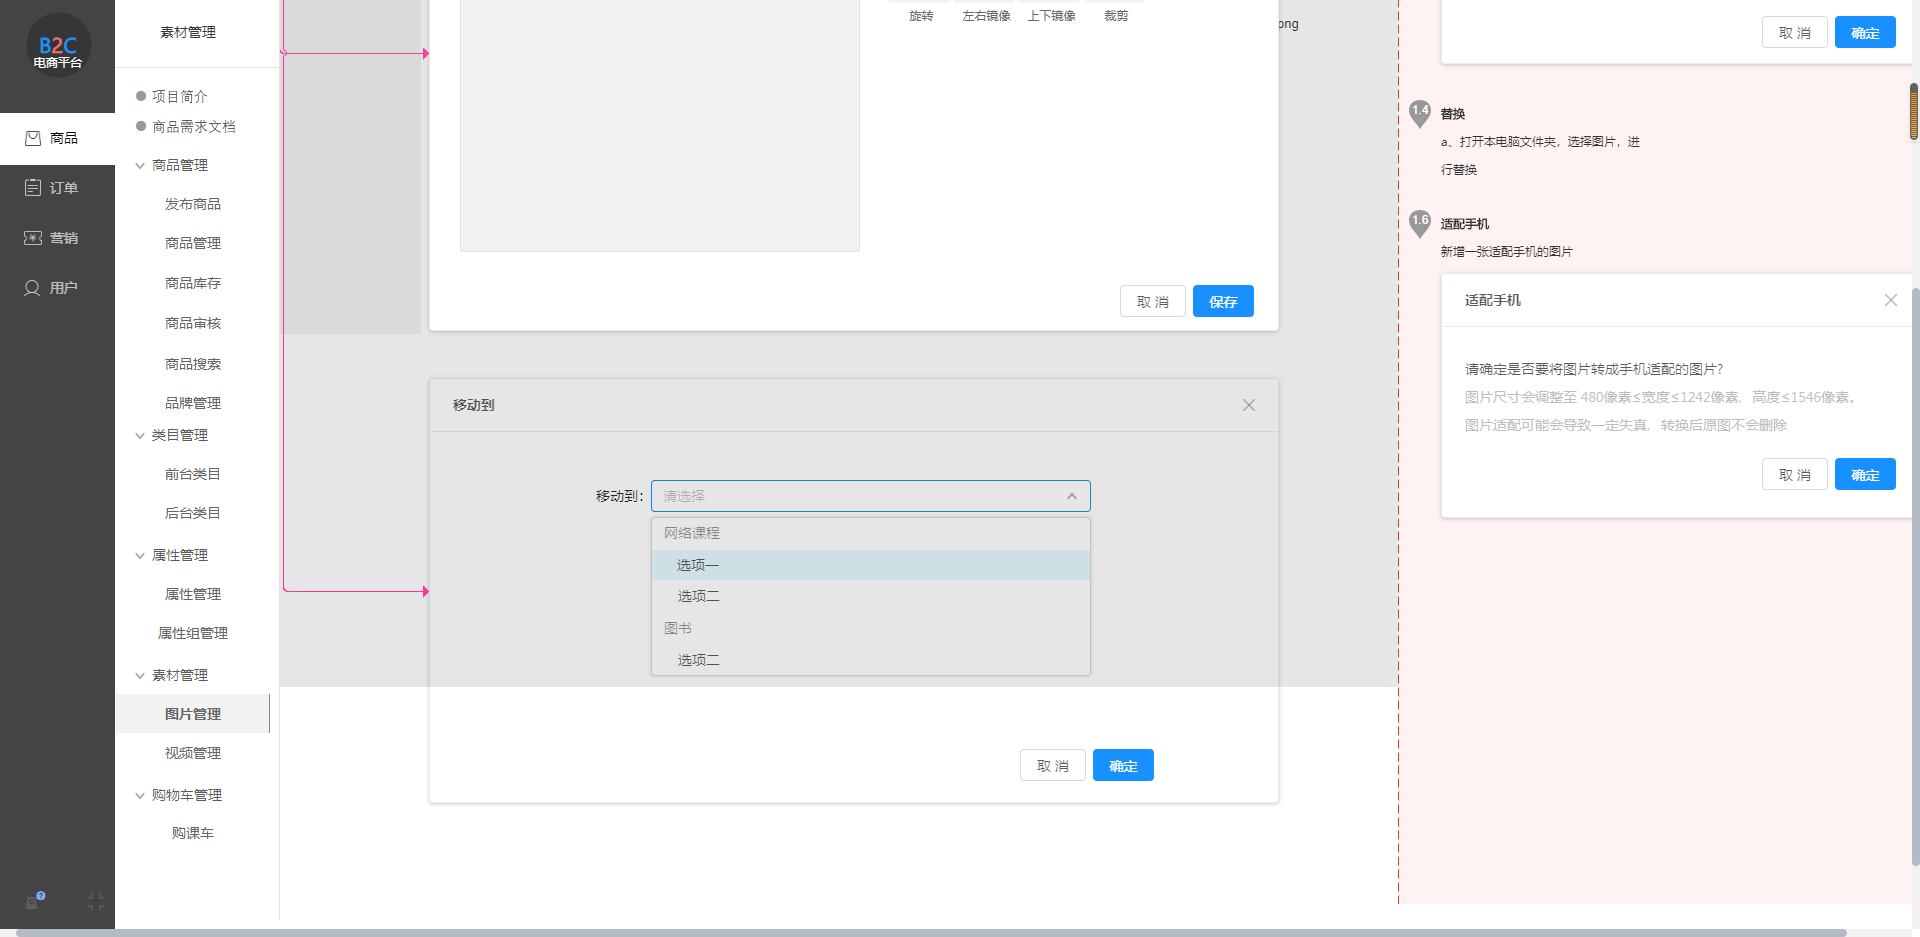 B2C
电商平台
商品
订单
营销
用户
素材管理
项目简介
商品需求文档
商品管理
发布商品
商品管理
商品库存
商品审核
商品搜索
品牌管理
类目管理
前台类目
后台类目
属性管理
属性管理
属性组管理
素材管理
图片管理
视频管理
购物车管理
购课车
旋转 左右镜像 上下镜像 裁剪
png
取 消 保存
移动到
移动到：
请选择
网络课程
选项一
选项二
图书
选项二
取 消 确定
取 消 确定
1.4 替换
a、打开本电脑文件夹，选择图片，进
行替换
1.6 适配手机
新增一张适配手机的图片
适配手机
请确定是否要将图片转成手机适配的图片?
图片尺寸会调整至 480像素≤宽度≤1242像素，高度≤1546像素。
图片适配可能会导致一定失真，转换后原图不会删除
取 消 确定